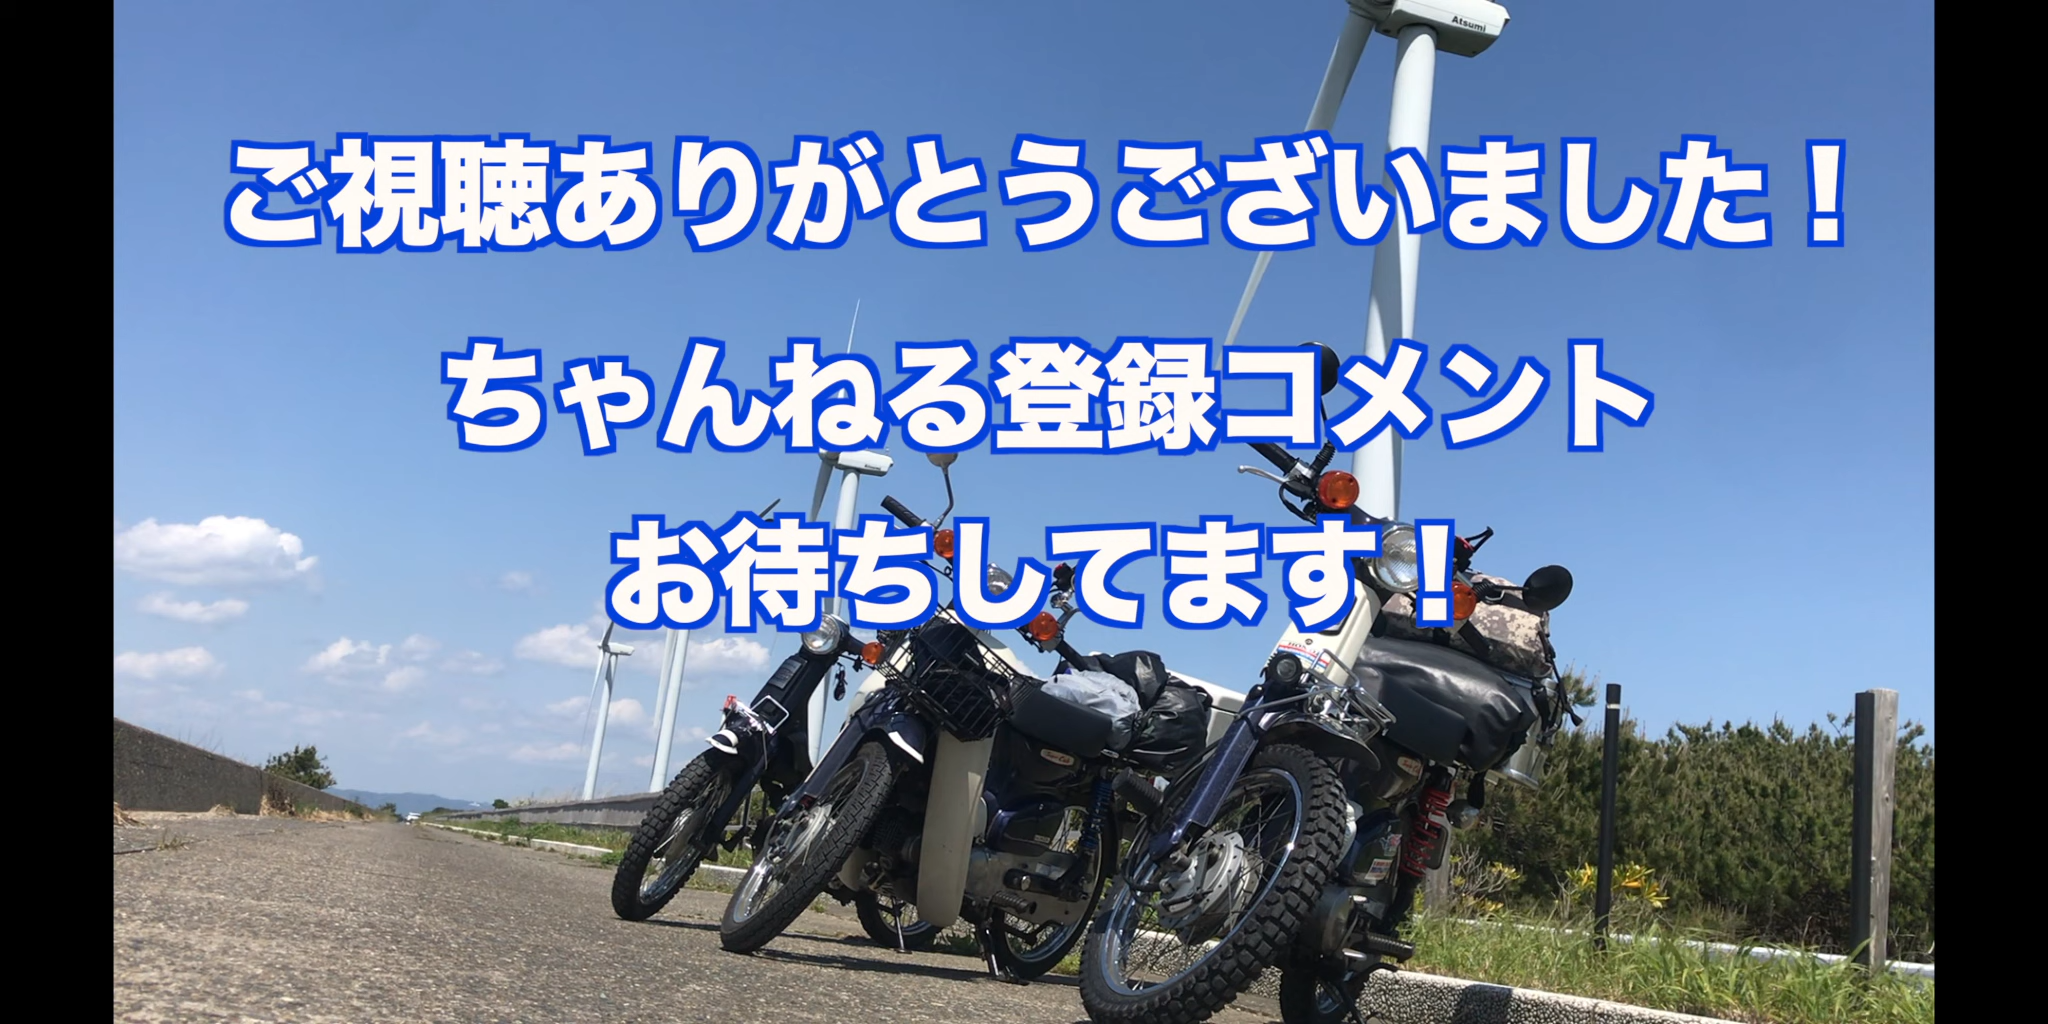 Atsumi
ご視聴ありがとうございました！
ちゃんねる登録コメント
お待ちしてます！